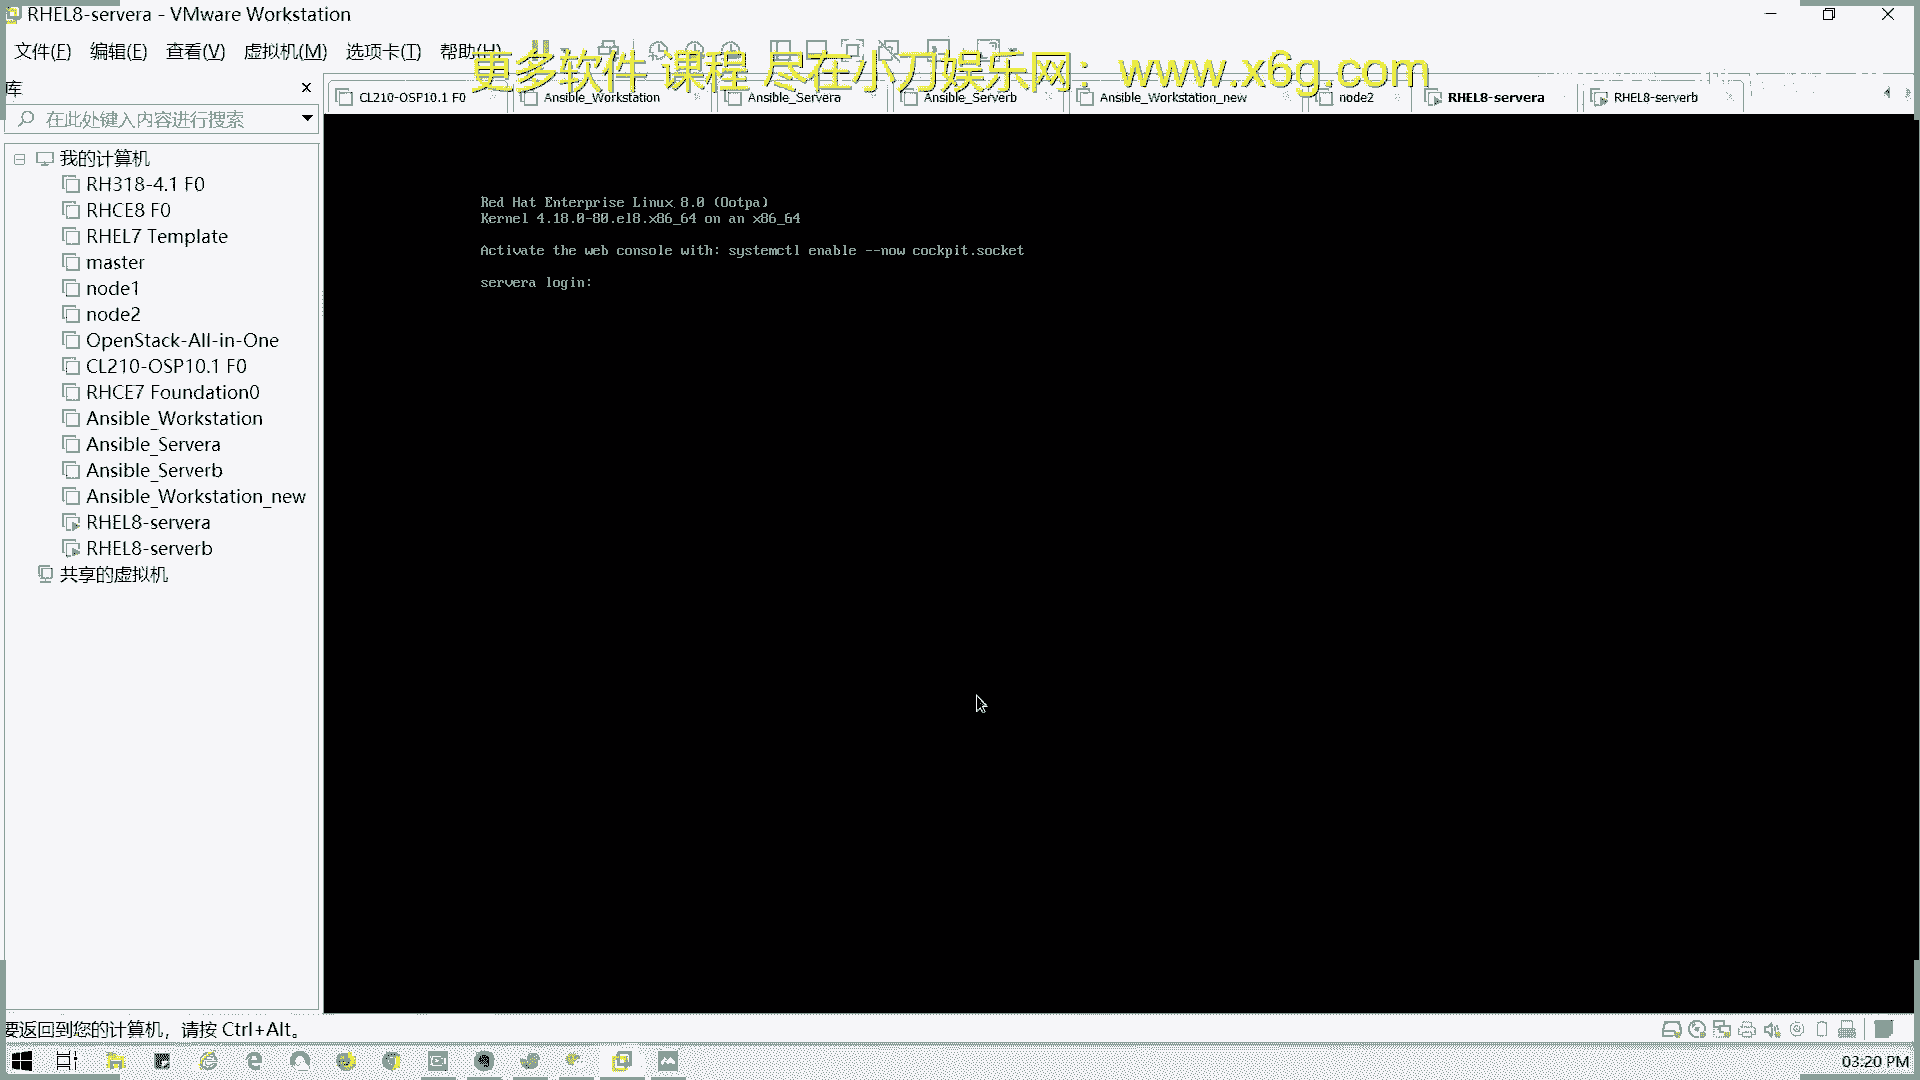 RHEL8-servera - VMware Workstation
文件(F) 编辑(E) 查看(V) 虚拟机(M) 选项卡(T) 帮助(H)
更多软件 课程 尽在小刀娱乐网：www.x6g.com
库
CL210-OSP10.1 F0 Ansible_Workstation Ansible_Servera Ansible_Serverb Ansible_Workstation_new node2 RHEL8-servera RHEL8-serverb
在此处键入内容进行搜索
我的计算机
RH318-4.1 F0
RHCE8 F0
RHEL7 Template
master
node1
node2
OpenStack-All-in-One
CL210-OSP10.1 F0
RHCE7 Foundation0
Ansible_Workstation
Ansible_Servera
Ansible_Serverb
Ansible_Workstation_new
RHEL8-servera
RHEL8-serverb
共享的虚拟机
Red Hat Enterprise Linux 8.0 (Ootpa)
Kernel 4.18.0-80.el8.x86_64 on an x86_64
Activate the web console with: systemctl enable --now cockpit.socket
servera login:
要返回到您的计算机，请按 Ctrl+Alt。
03:20 PM